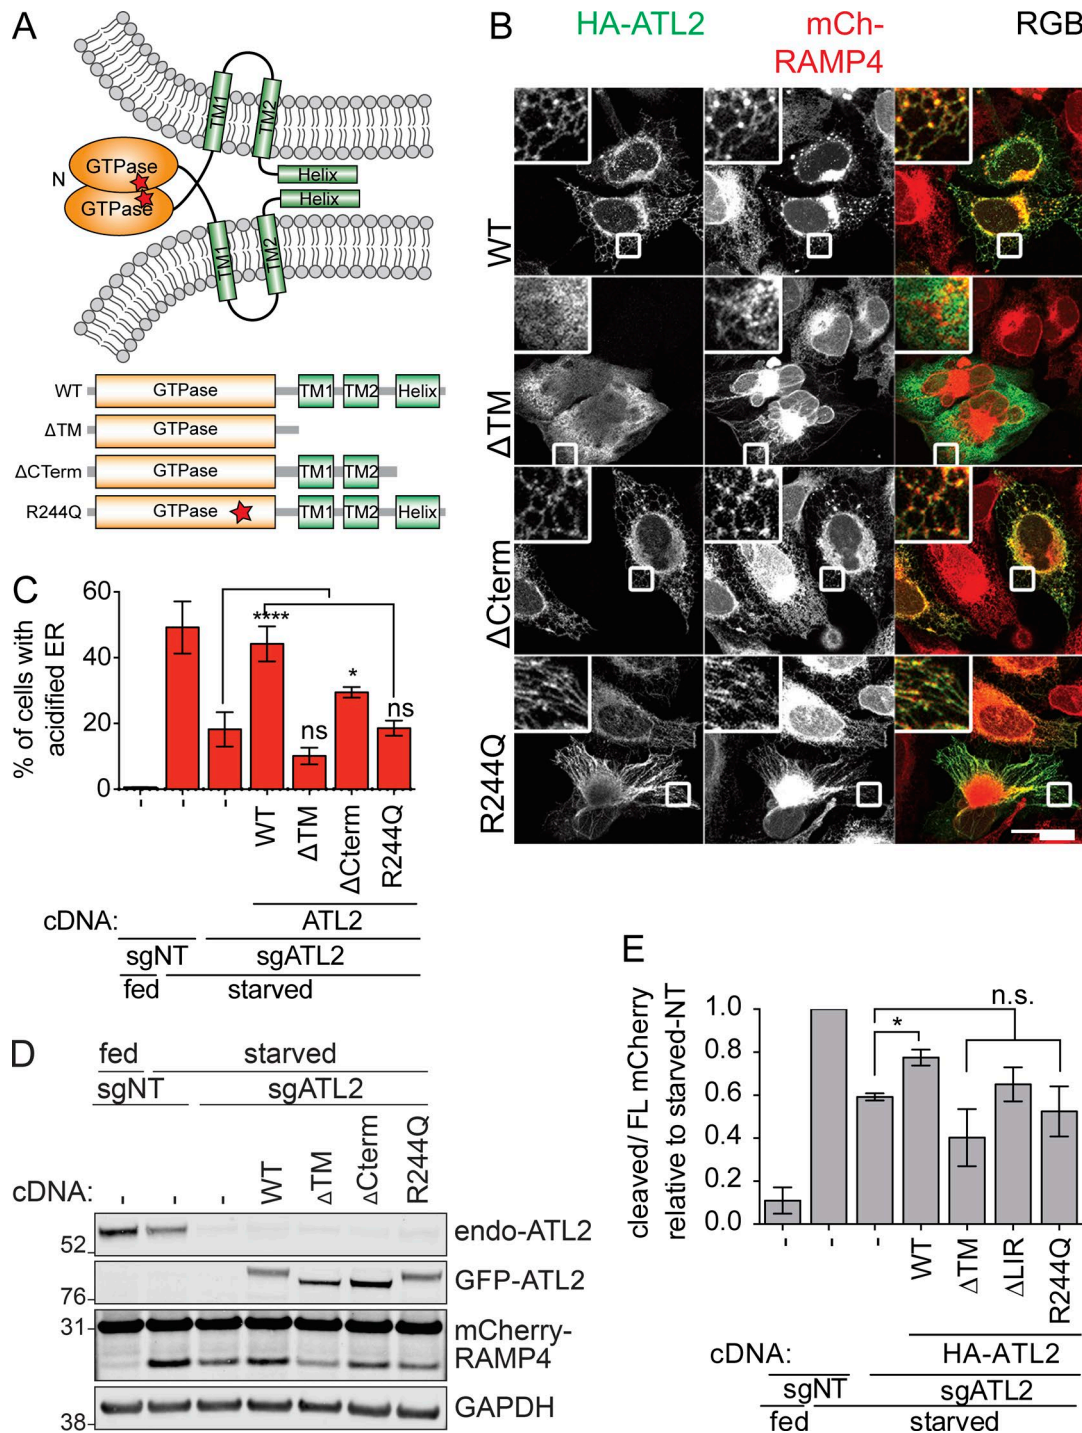 A
TM1
TM2
N
GTPase
GTPase
Helix
Helix
TM1
TM2
WT
GTPase
TM1
TM2
Helix
ΔTM
GTPase
ΔCTerm
GTPase
TM1
TM2
R244Q
GTPase
TM1
TM2
Helix
B
HA-ATL2
mCh-
RAMP4
RGB
WT
ΔTM
ΔCterm
R244Q
C
% of cells with
acidified ER
60
40
20
0
****
ns
*
ns
-
-
-
WT
ΔTM
ΔCterm
R244Q
cDNA:
ATL2
sgNT
sgATL2
fed
starved
D
fed
starved
sgNT
sgATL2
cDNA:
-
-
-
WT
ΔTM
ΔCterm
R244Q
52
endo-ATL2
76
GFP-ATL2
31
mCherry-
RAMP4
38
GAPDH
E
cleaved/ FL mCherry
relative to starved-NT
1.0
0.8
0.6
0.4
0.2
0.0
*
n.s.
-
-
-
WT
ΔTM
ΔLIR
R244Q
cDNA:
HA-ATL2
sgNT
sgATL2
fed
starved